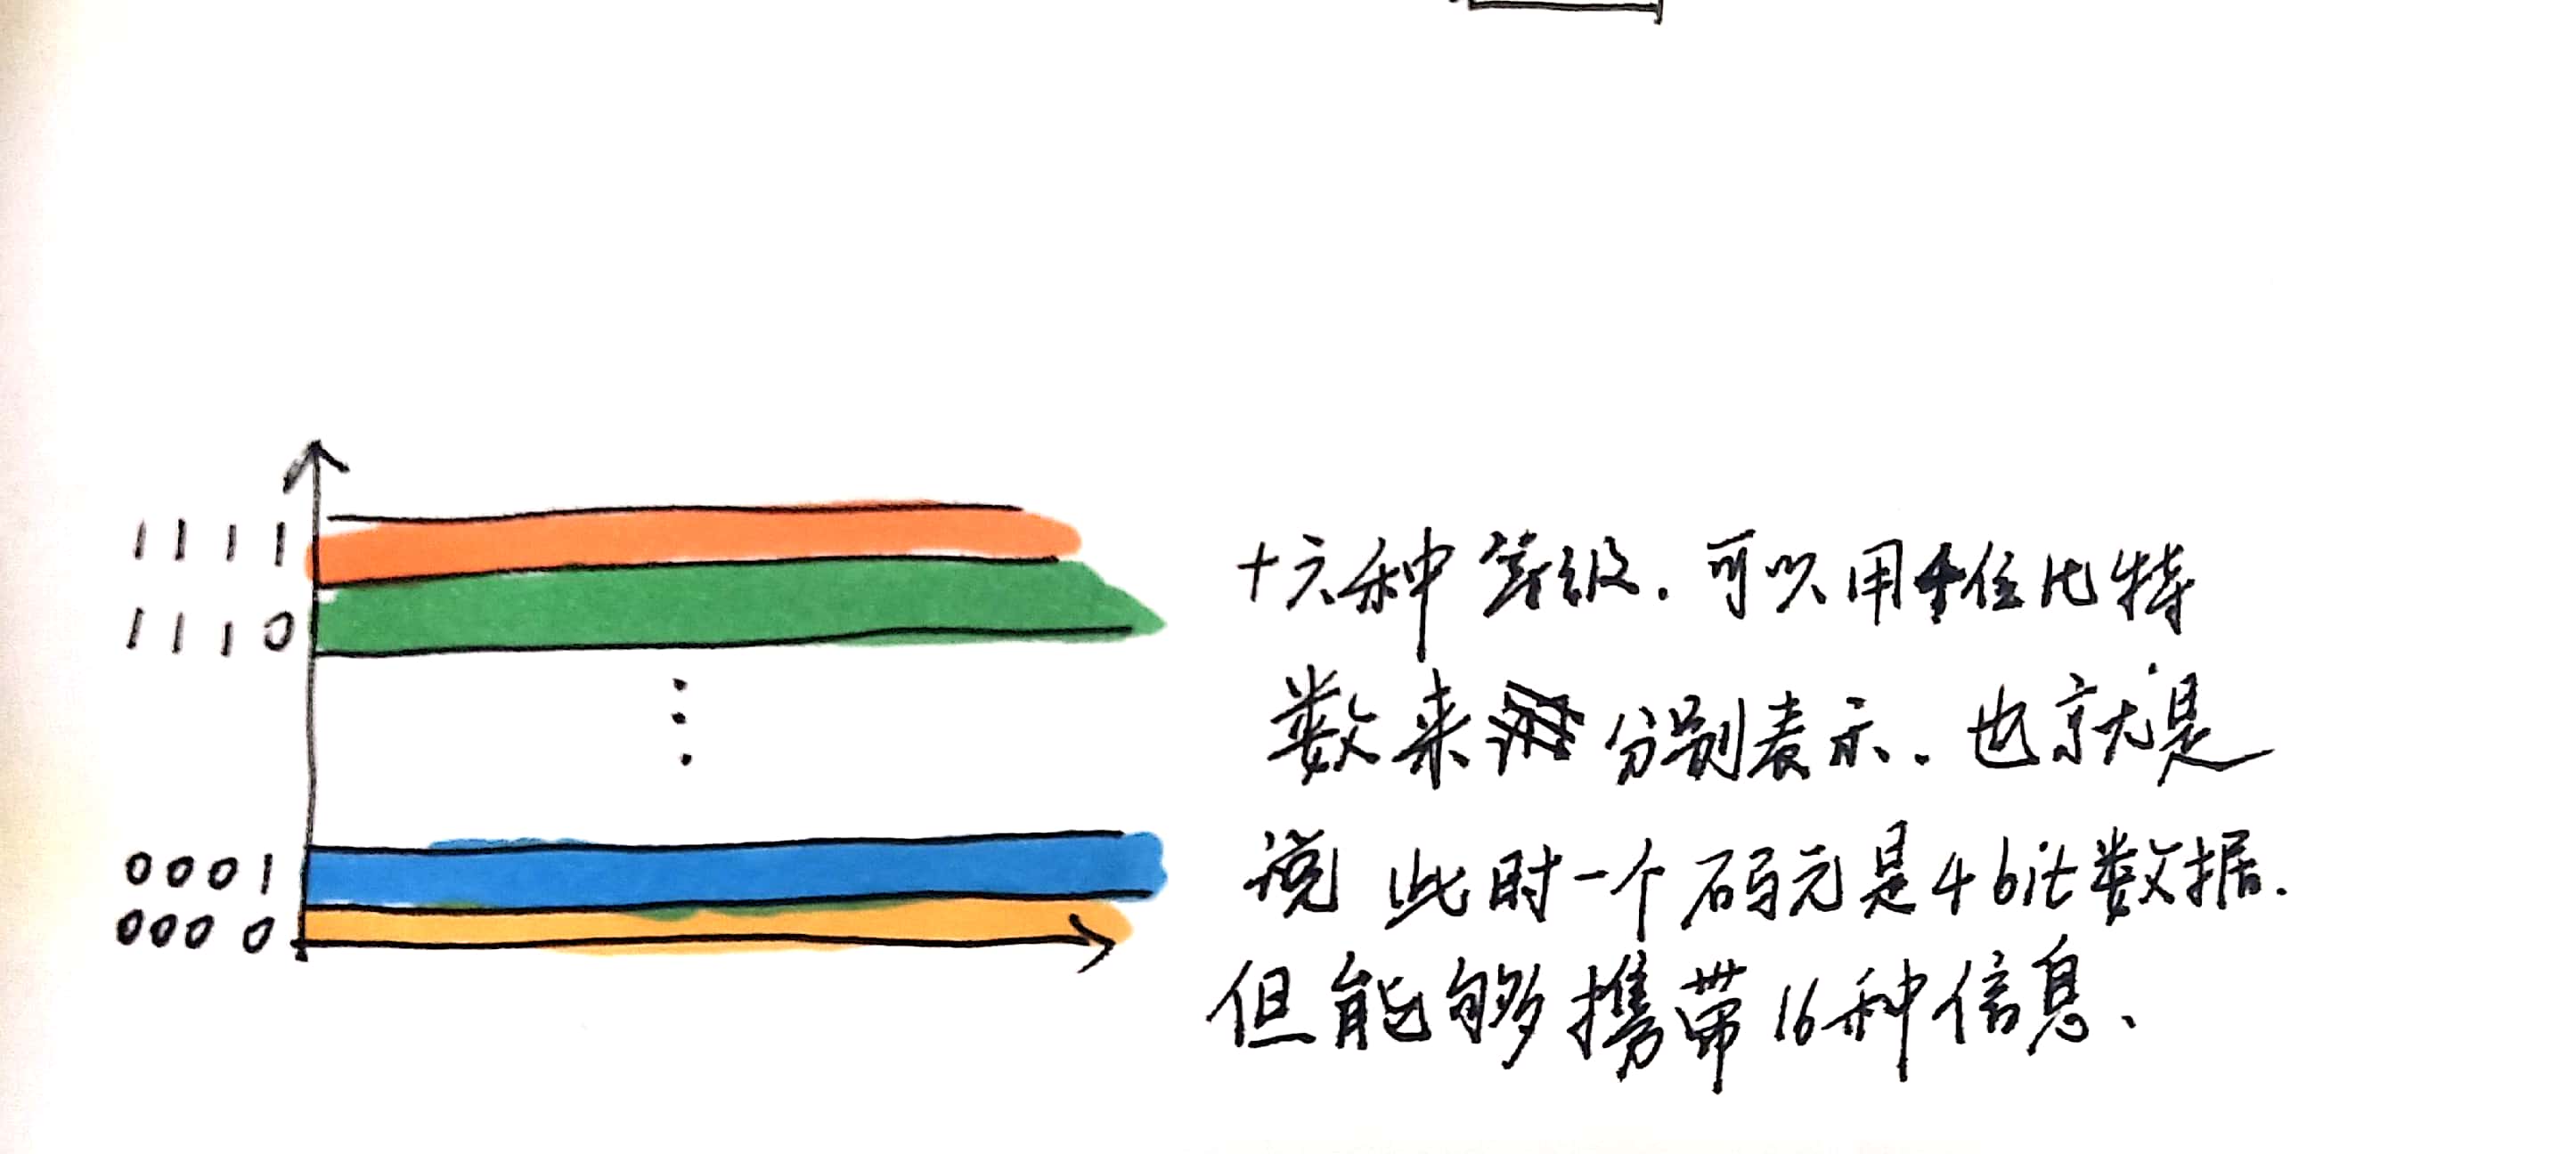 1111
1110
0001
0000
十六种等级.可以用4位比特
数来分别表示.也就是
说此时一个码元是4bit数据.
但能够携带16种信息、